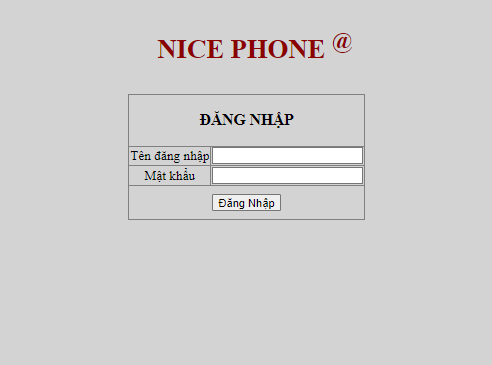 NICE PHONE @
ĐĂNG NHẬP
Tên đăng nhập
Mật khẩu
Đăng Nhập